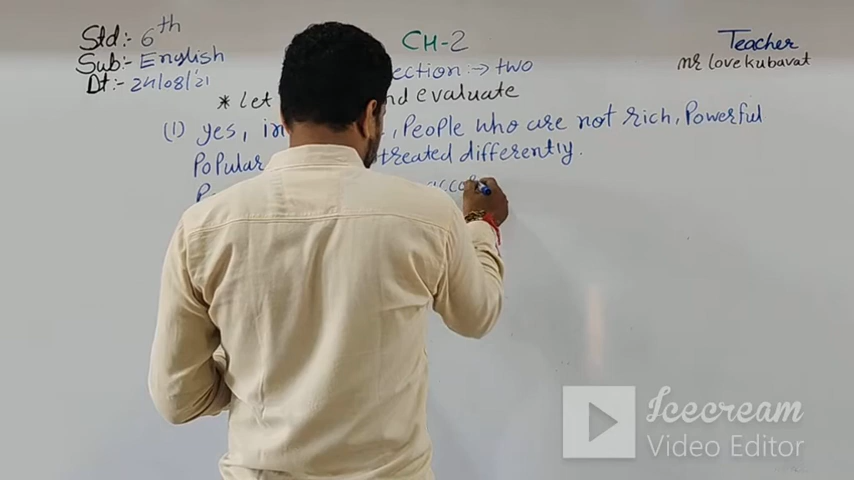 Std:- 6th
Sub:- English
Dt:- 24/08/21
CH-2
ection :-> two
Teacher
mr love kubavat
* let nd evaluate
(1) yes, in , People who are not rich, Powerful
Popular treated differently.
Icecream
Video Editor